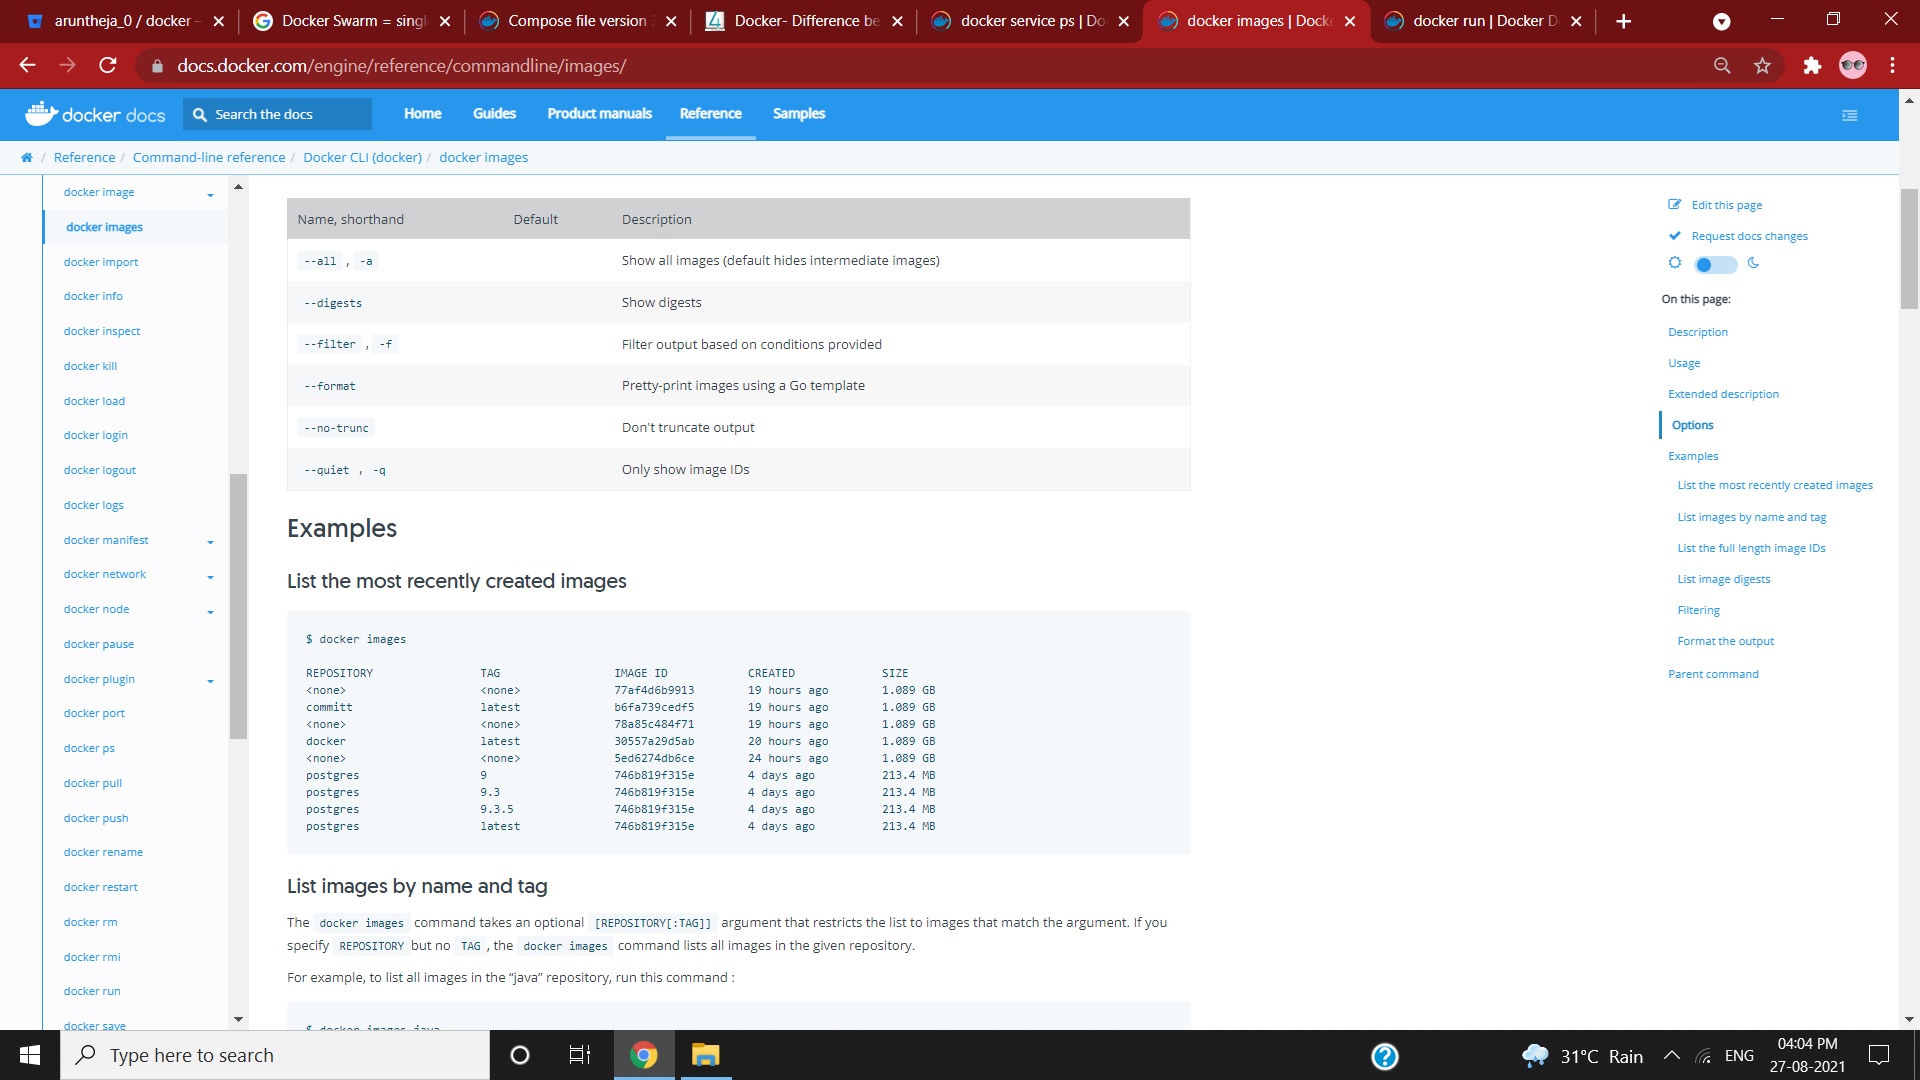 aruntheja_0 / docker –
Docker Swarm = singl
Compose file version 3
Docker- Difference be
docker service ps | Do
docker images | Docke
docker run | Docker D
docs.docker.com/engine/reference/commandline/images/
docker docs
Search the docs
Home
Guides
Product manuals
Reference
Samples
Reference / Command-line reference / Docker CLI (docker) / docker images
docker image
docker images
docker import
docker info
docker inspect
docker kill
docker load
docker login
docker logout
docker logs
docker manifest
docker network
docker node
docker pause
docker plugin
docker port
docker ps
docker pull
docker push
docker rename
docker restart
docker rm
docker rmi
docker run
docker save
Name, shorthand Default Description
--all , -a Show all images (default hides intermediate images)
--digests Show digests
--filter , -f Filter output based on conditions provided
--format Pretty-print images using a Go template
--no-trunc Don't truncate output
--quiet , -q Only show image IDs
Examples
List the most recently created images
$ docker images
REPOSITORY TAG IMAGE ID CREATED SIZE
<none> <none> 77af4d6b9913 19 hours ago 1.089 GB
committ latest b6fa739cedf5 19 hours ago 1.089 GB
<none> <none> 78a85c484f71 19 hours ago 1.089 GB
docker latest 30557a29d5ab 20 hours ago 1.089 GB
<none> <none> 5ed6274db6ce 24 hours ago 1.089 GB
postgres 9 746b819f315e 4 days ago 213.4 MB
postgres 9.3 746b819f315e 4 days ago 213.4 MB
postgres 9.3.5 746b819f315e 4 days ago 213.4 MB
postgres latest 746b819f315e 4 days ago 213.4 MB
List images by name and tag
The docker images command takes an optional [REPOSITORY[:TAG]] argument that restricts the list to images that match the argument. If you
specify REPOSITORY but no TAG , the docker images command lists all images in the given repository.
For example, to list all images in the “java” repository, run this command :
$ docker images java
Edit this page
Request docs changes
On this page:
Description
Usage
Extended description
Options
Examples
List the most recently created images
List images by name and tag
List the full length image IDs
List image digests
Filtering
Format the output
Parent command
Type here to search
31°C Rain
ENG
04:04 PM
27-08-2021